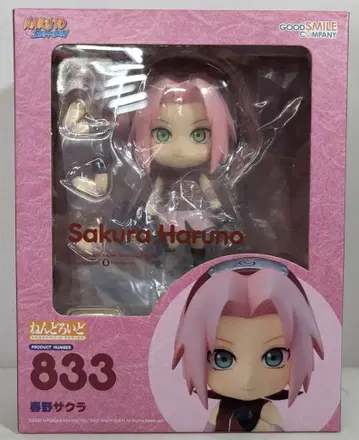 NARUTO
GOOD SMILE
COMPANY
Sakura Haruno
ねんどろいど
PRODUCT NUMBER
833
春野サクラ